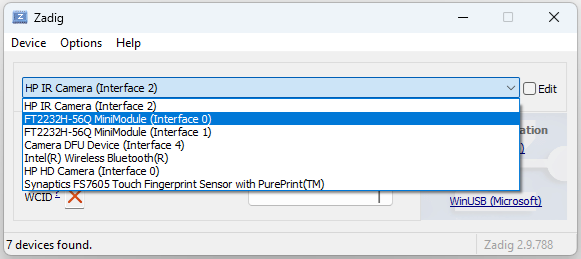 Zadig
Device Options Help
HP IR Camera (Interface 2) Edit
HP IR Camera (Interface 2)
FT2232H-56Q MiniModule (Interface 0)
FT2232H-56Q MiniModule (Interface 1)
Camera DFU Device (Interface 4)
Intel(R) Wireless Bluetooth(R)
HP HD Camera (Interface 0)
Synaptics FS7605 Touch Fingerprint Sensor with PurePrint(TM)
WCID ?
WinUSB (Microsoft)
7 devices found. Zadig 2.9.788